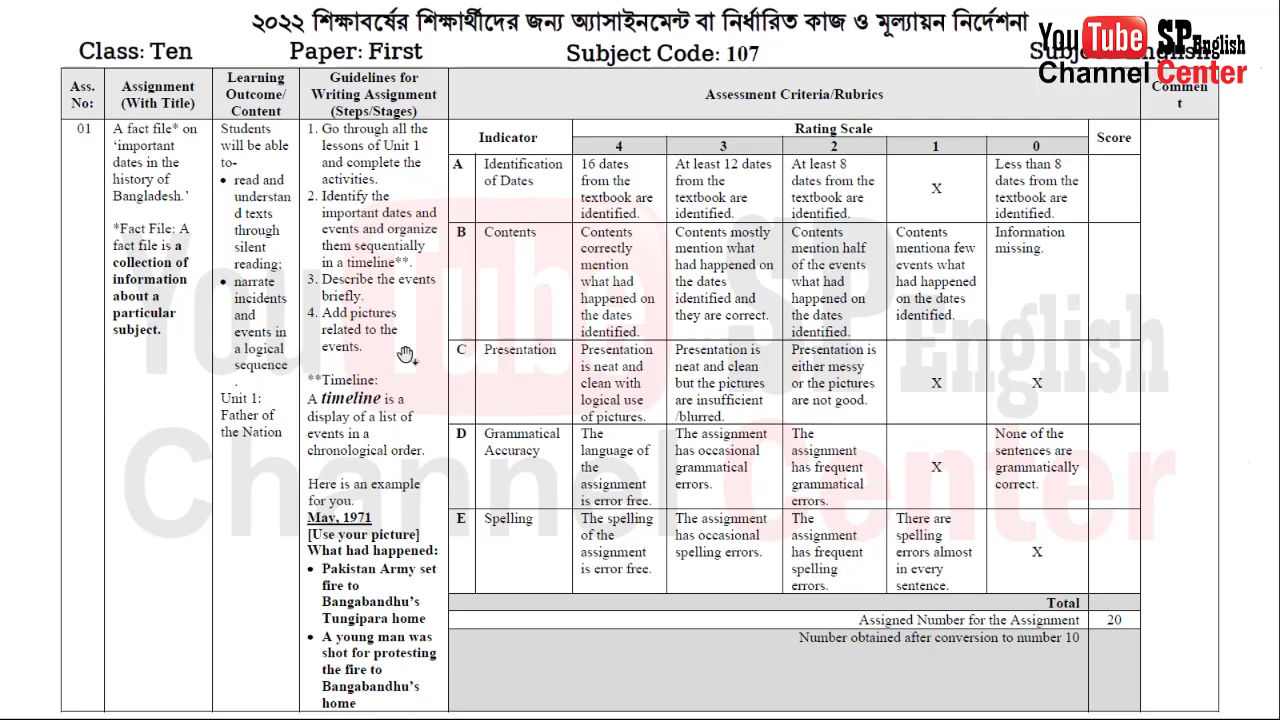 ২০২২ শিক্ষাবর্ষের শিক্ষার্থীদের জন্য অ্যাসাইনমেন্ট বা নির্ধারিত কাজ ও মূল্যায়ন নির্দেশনা
Class: Ten
Paper: First
Subject Code: 107
YouTube SP English
Channel Center
Ass.
No:
Assignment
(With Title)
Learning
Outcome/
Content
Guidelines for
Writing Assignment
(Steps/Stages)
Assessment Criteria/Rubrics
Commen
t
01
A fact file* on
‘important
dates in the
history of
Bangladesh.’
*Fact File: A
fact file is a
collection of
information
about a
particular
subject.
Students
will be able
to-
• read and
understan
d texts
through
silent
reading;
• narrate
incidents
and
events in
a logical
sequence
.
Unit 1:
Father of
the Nation
1. Go through all the
lessons of Unit 1
and complete the
activities.
2. Identify the
important dates and
events and organize
them sequentially
in a timeline**.
3. Describe the events
briefly.
4. Add pictures
related to the
events.
**Timeline:
A timeline is a
display of a list of
events in a
chronological order.
Here is an example
for you.
May, 1971
[Use your picture]
What had happened:
• Pakistan Army set
fire to
Bangabandhu’s
Tungipara home
• A young man was
shot for protesting
the fire to
Bangabandhu’s
home
Indicator
Rating Scale
Score
4
3
2
1
0
A
Identification
of Dates
16 dates
from the
textbook are
identified.
At least 12 dates
from the
textbook are
identified.
At least 8
dates from the
textbook are
identified.
X
Less than 8
dates from the
textbook are
identified.
B
Contents
Contents
correctly
mention
what had
happened on
the dates
identified.
Contents mostly
mention what
had happened on
the dates
identified and
they are correct.
Contents
mention half
of the events
what had
happened on
the dates
identified.
Contents
mentiona few
events what
had happened
on the dates
identified.
Information
missing.
C
Presentation
Presentation
is neat and
clean with
logical use
of pictures.
Presentation is
neat and clean
but the pictures
are insufficient
/blurred.
Presentation is
either messy
or the pictures
are not good.
X
X
D
Grammatical
Accuracy
The
language of
the
assignment
is error free.
The assignment
has occasional
grammatical
errors.
The
assignment
has frequent
grammatical
errors.
X
None of the
sentences are
grammatically
correct.
E
Spelling
The spelling
of the
assignment
is error free.
The assignment
has occasional
spelling errors.
The
assignment
has frequent
spelling
errors.
There are
spelling
errors almost
in every
sentence.
X
Total
Assigned Number for the Assignment
20
Number obtained after conversion to number 10
YouTube SP English
Channel Center